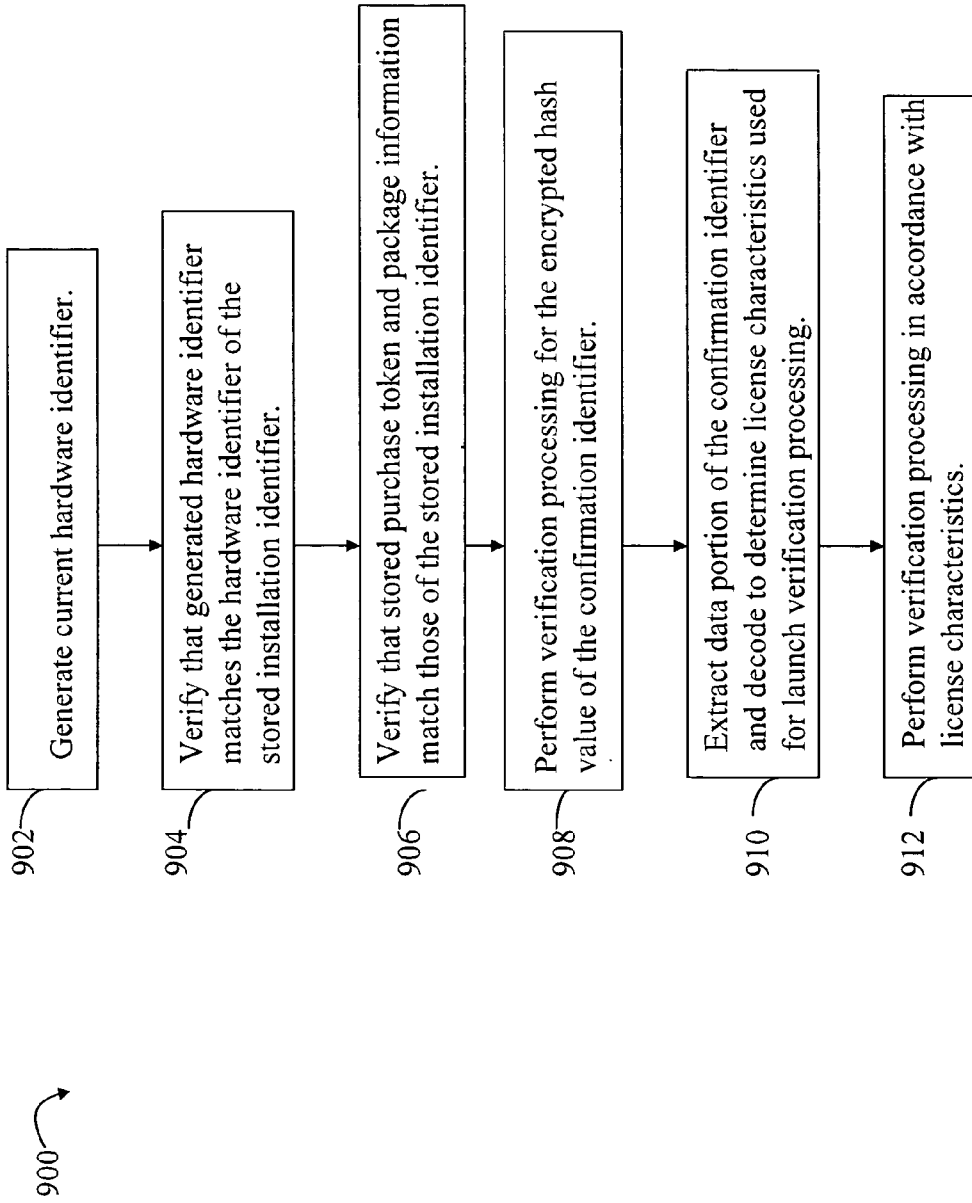 900
902
Generate current hardware identifier.
904
Verify that generated hardware identifier
matches the hardware identifier of the
stored installation identifier.
906
Verify that stored purchase token and package information
match those of the stored installation identifier.
908
Perform verification processing for the encrypted hash
value of the confirmation identifier.
910
Extract data portion of the confirmation identifier
and decode to determine license characteristics used
for launch verification processing.
912
Perform verification processing in accordance with
license characteristics.